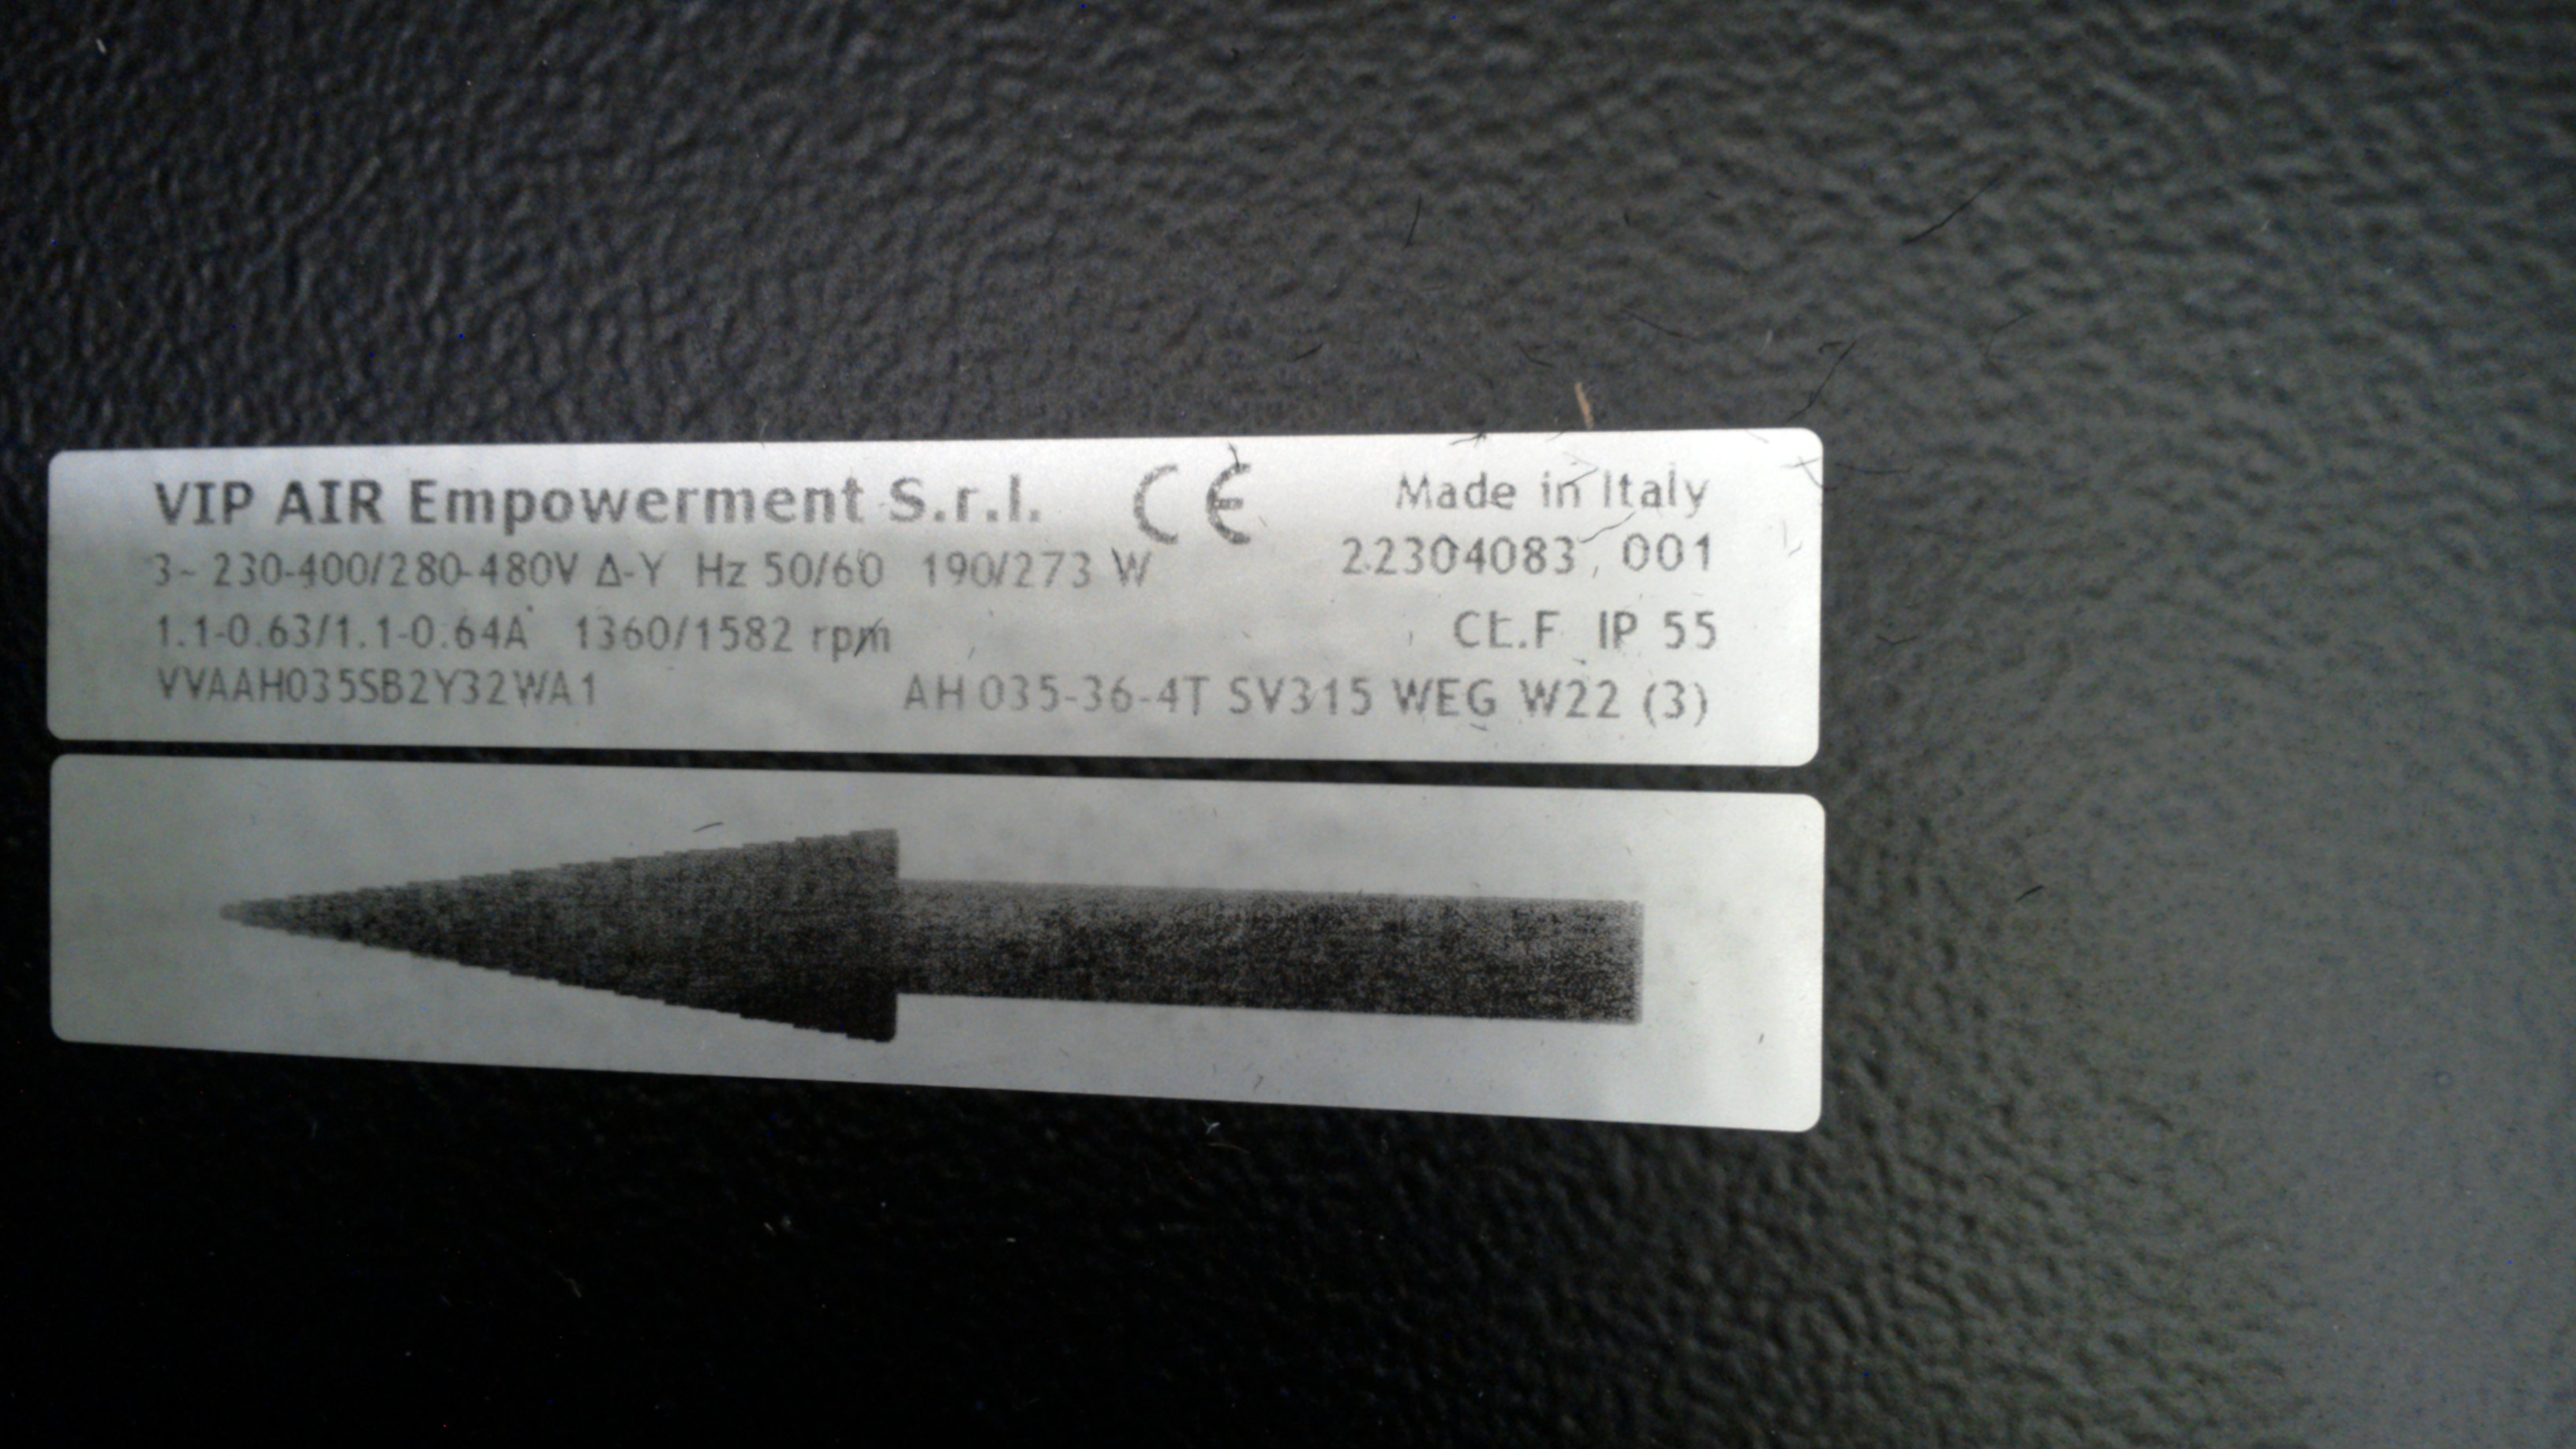 VIP AIR Empowerment S.r.l. CE Made in Italy
3~ 230-400/280-480V Δ-Y Hz 50/60 190/273 W 22304083 001
1.1-0.63/1.1-0.64A 1360/1582 rpm CL.F IP 55
VVAAH035SB2Y32WA1 AH 035-36-4T SV315 WEG W22 (3)